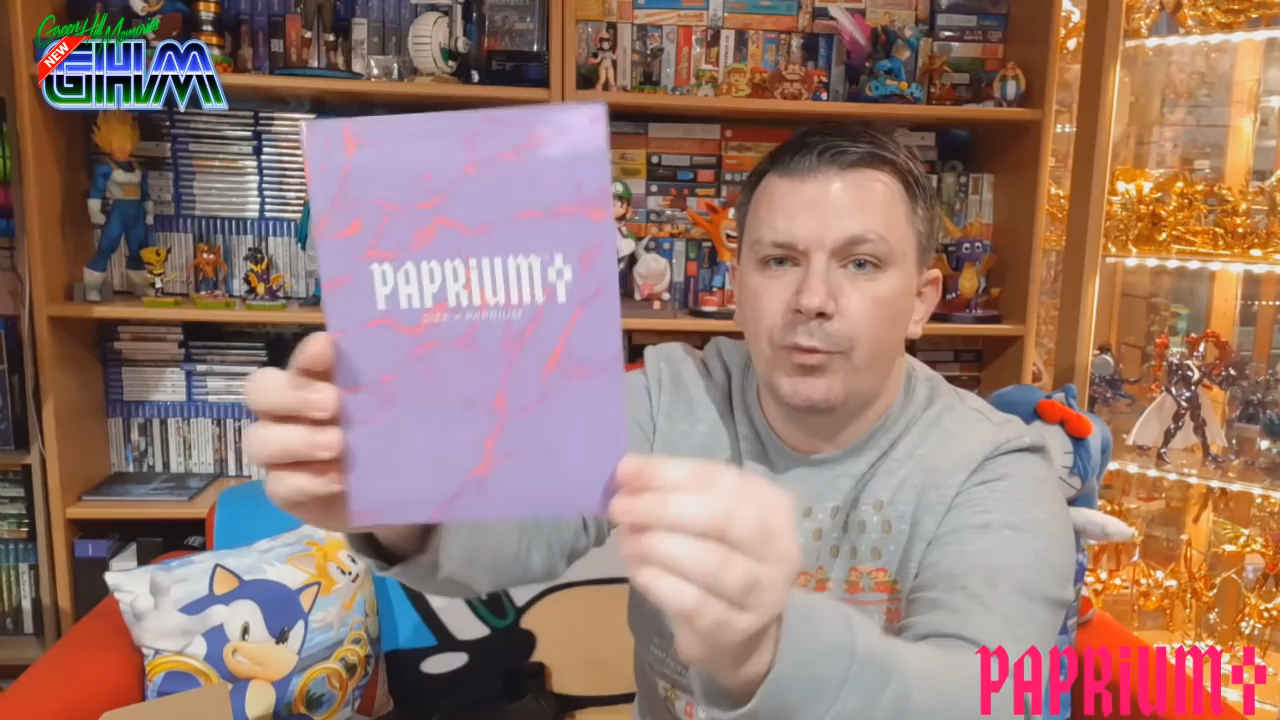 Green Hill Memories
NEW
GHM
PAPRiUM
SIZE x PAPRIUM
PAPRiUM